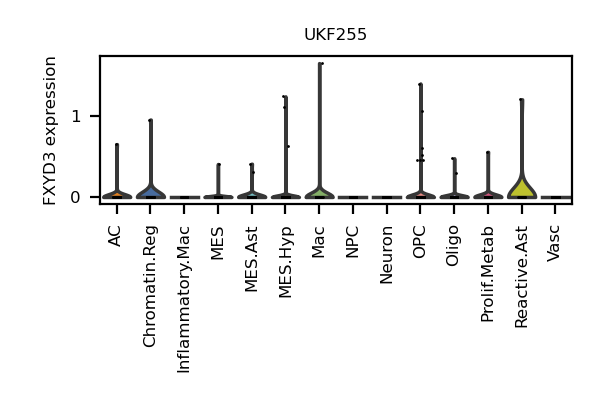 UKF255
FXYD3 expression
1
0
AC
Chromatin.Reg
Inflammatory.Mac
MES
MES.Ast
MES.Hyp
Mac
NPC
Neuron
OPC
Oligo
Prolif.Metab
Reactive.Ast
Vasc